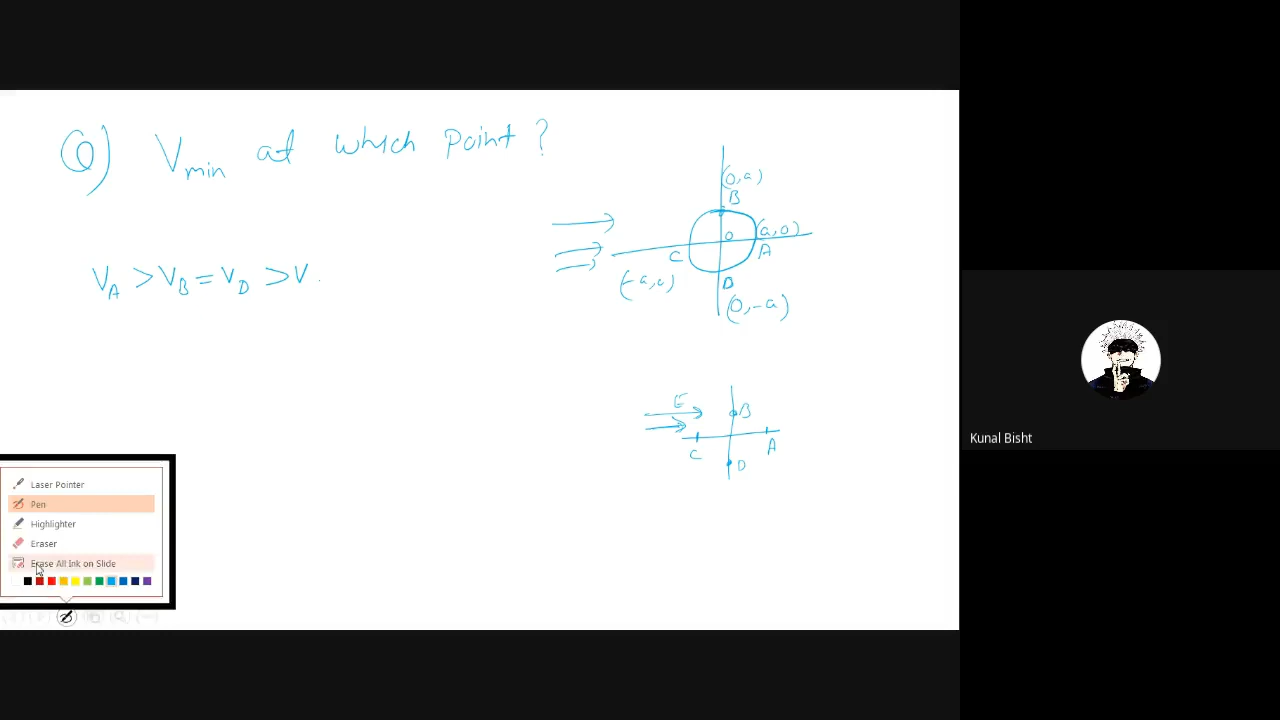 Q) Vmin at which point ?
(0,a)
B
O
(a,0)
C
A
VA > VB = VD > V
(-a,0)
D
(0,-a)
E
B
C
A
D
Kunal Bisht
Laser Pointer
Pen
Highlighter
Eraser
Erase All Ink on Slide